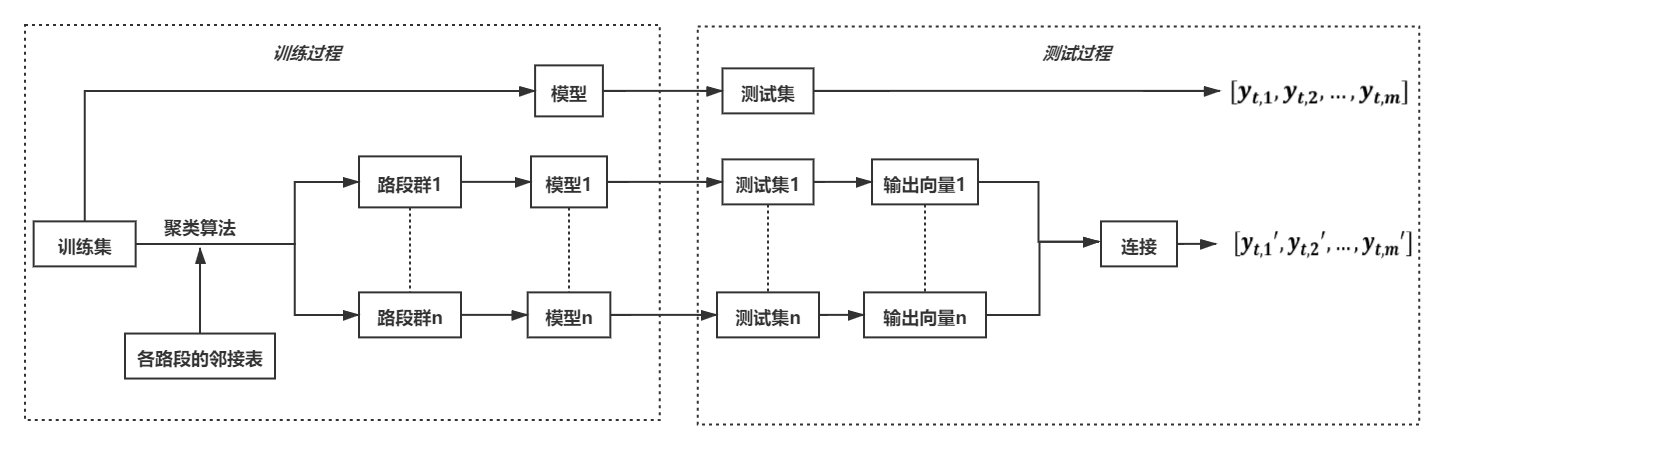 训练过程
测试过程
模型
测试集
[y_{t,1}, y_{t,2}, ..., y_{t,m}]
路段群1
模型1
测试集1
输出向量1
训练集
聚类算法
连接
[y_{t,1}′, y_{t,2}′, ..., y_{t,m}′]
路段群n
模型n
测试集n
输出向量n
各路段的邻接表